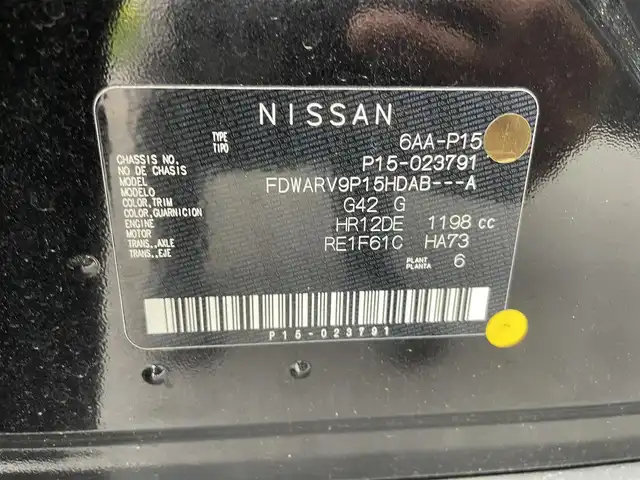 NISSAN
TYPE 6AA-P15
TIPO
CHASSIS NO. P15-023791
NO DE CHASIS
MODEL FDWARV9P15HDAB---A
MODELO
COLOR,TRIM G42 G
COLOR,GUARNICION
ENGINE HR12DE 1198 cc
MOTOR
TRANS.,AXLE RE1F61C HA73
TRANS.,EJE
PLANT 6
PLANTA
P15-023791